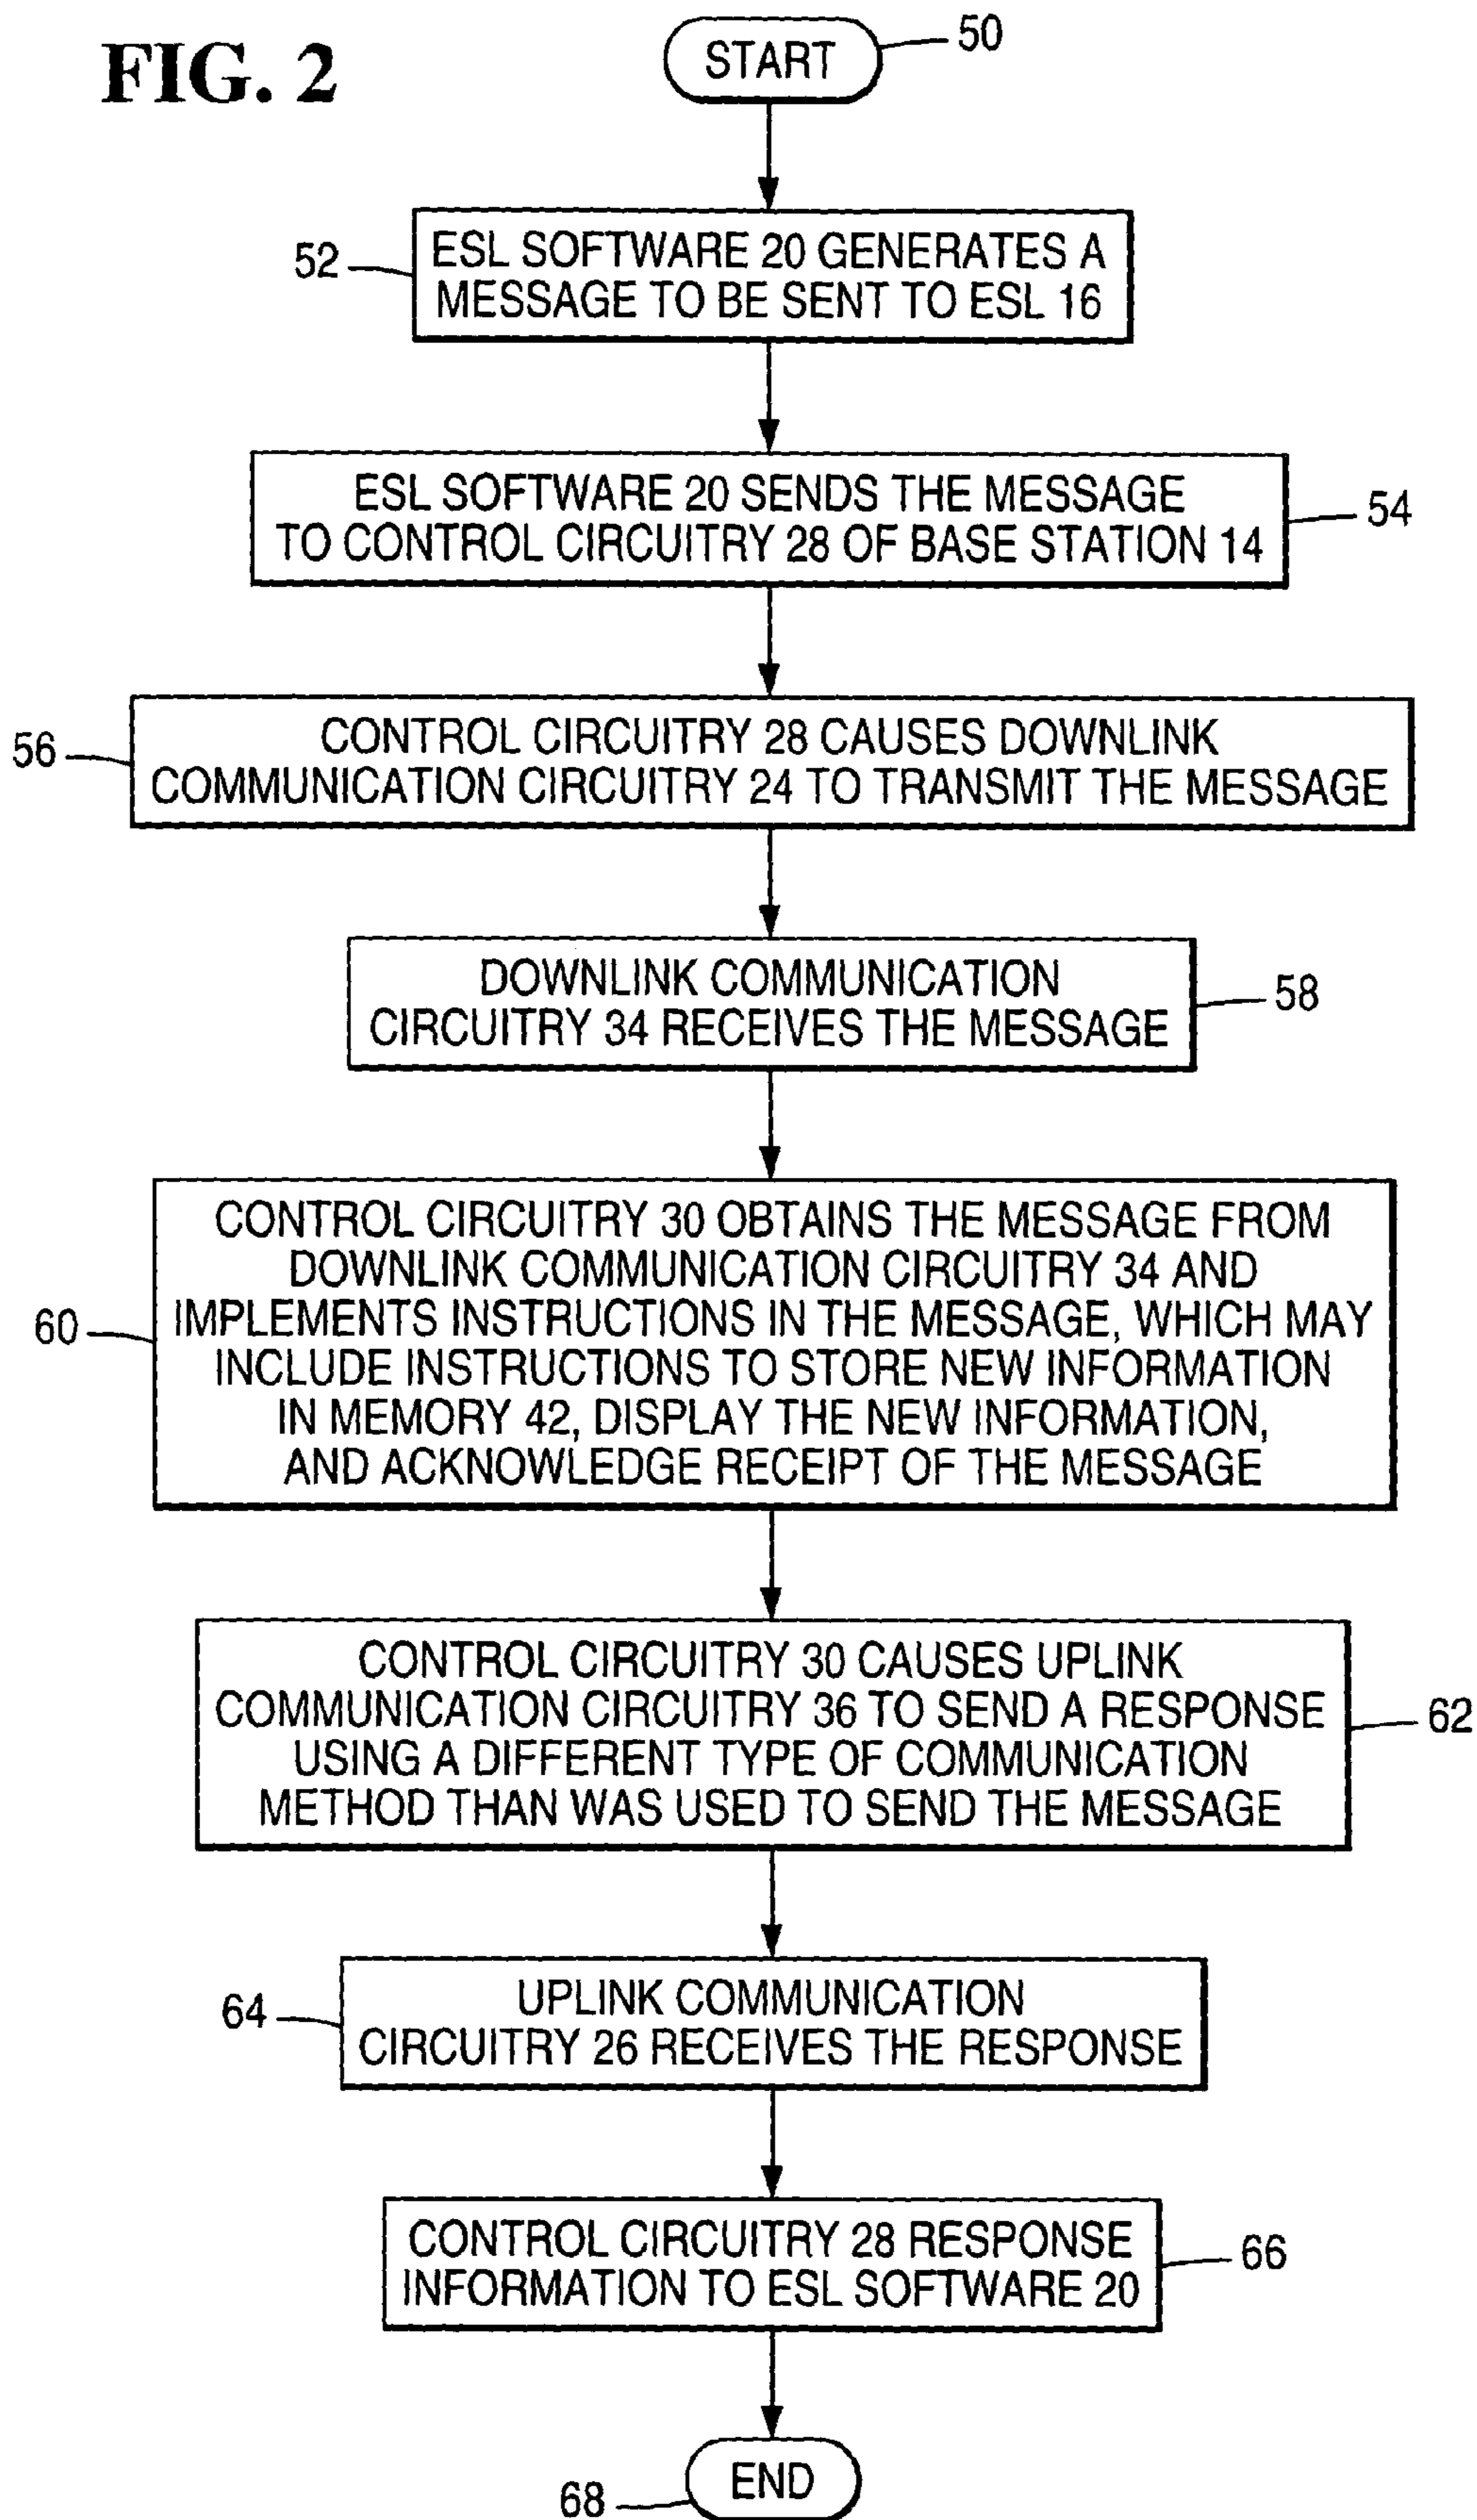 FIG. 2
START
50
52
ESL SOFTWARE 20 GENERATES A
MESSAGE TO BE SENT TO ESL 16
ESL SOFTWARE 20 SENDS THE MESSAGE
TO CONTROL CIRCUITRY 28 OF BASE STATION 14
54
56
CONTROL CIRCUITRY 28 CAUSES DOWNLINK
COMMUNICATION CIRCUITRY 24 TO TRANSMIT THE MESSAGE
DOWNLINK COMMUNICATION
CIRCUITRY 34 RECEIVES THE MESSAGE
58
60
CONTROL CIRCUITRY 30 OBTAINS THE MESSAGE FROM
DOWNLINK COMMUNICATION CIRCUITRY 34 AND
IMPLEMENTS INSTRUCTIONS IN THE MESSAGE, WHICH MAY
INCLUDE INSTRUCTIONS TO STORE NEW INFORMATION
IN MEMORY 42, DISPLAY THE NEW INFORMATION,
AND ACKNOWLEDGE RECEIPT OF THE MESSAGE
CONTROL CIRCUITRY 30 CAUSES UPLINK
COMMUNICATION CIRCUITRY 36 TO SEND A RESPONSE
USING A DIFFERENT TYPE OF COMMUNICATION
METHOD THAN WAS USED TO SEND THE MESSAGE
62
64
UPLINK COMMUNICATION
CIRCUITRY 26 RECEIVES THE RESPONSE
CONTROL CIRCUITRY 28 RESPONSE
INFORMATION TO ESL SOFTWARE 20
66
END
68